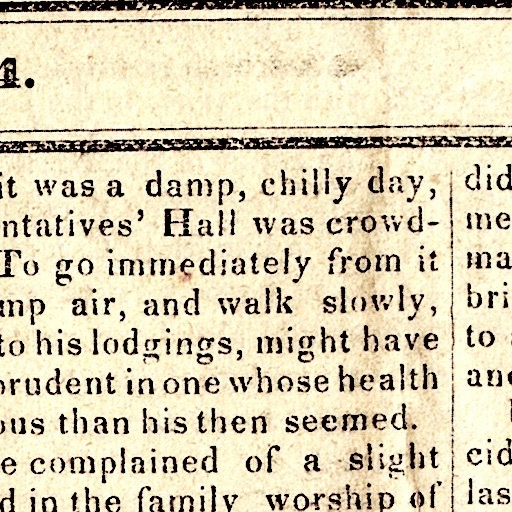 4.
it was a damp, chilly day,
ntatives' Hall was crowd-
To go immediately from it
mp air, and walk slowly,
to his lodgings, might have
prudent in one whose health
ous than his then seemed.
e complained of a slight
d in the family worship of
did
me
ma
bri
to
and
cid
las